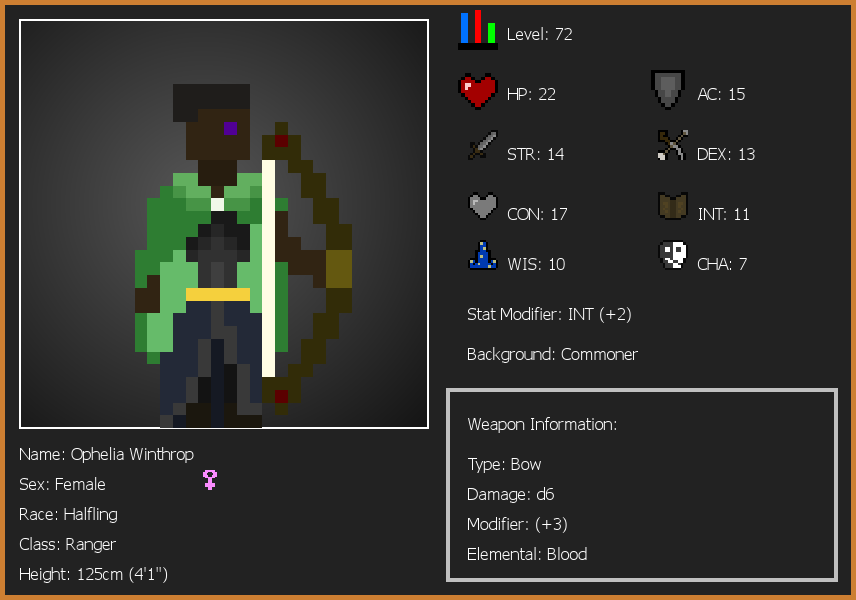 Level: 72
HP: 22
AC: 15
STR: 14
DEX: 13
CON: 17
INT: 11
WIS: 10
CHA: 7
Stat Modifier: INT (+2)
Background: Commoner
Weapon Information:
Type: Bow
Damage: d6
Modifier: (+3)
Elemental: Blood
Name: Ophelia Winthrop
Sex: Female
Race: Halfling
Class: Ranger
Height: 125cm (4'1")